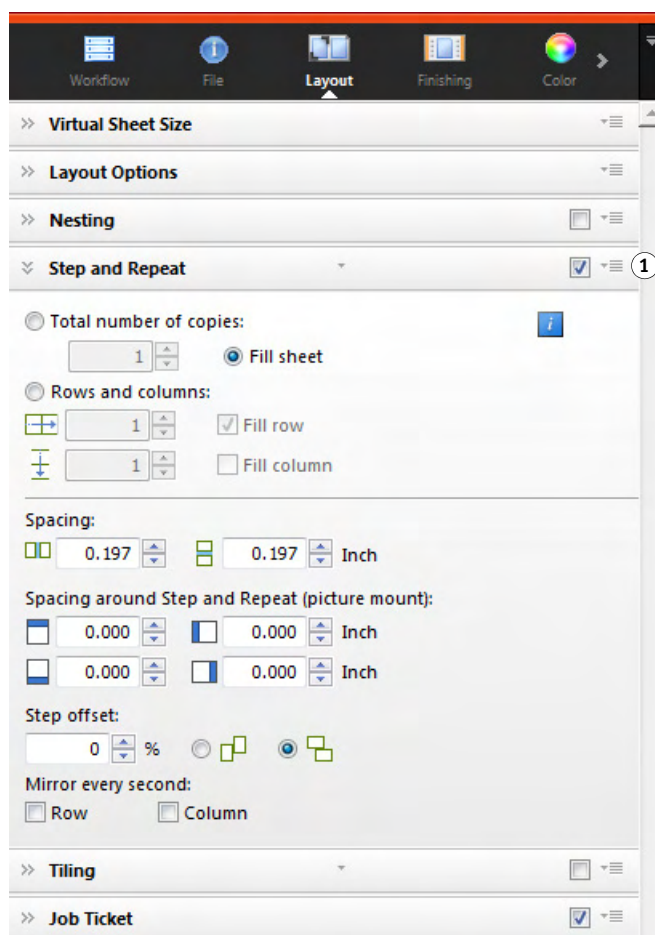 Workflow File Layout Finishing Color
Virtual Sheet Size
Layout Options
Nesting
Step and Repeat 1
Total number of copies: i
1 Fill sheet
Rows and columns:
1 Fill row
1 Fill column
Spacing:
0.197 0.197 Inch
Spacing around Step and Repeat (picture mount):
0.000 0.000 Inch
0.000 0.000 Inch
Step offset:
0 %
Mirror every second:
Row Column
Tiling
Job Ticket